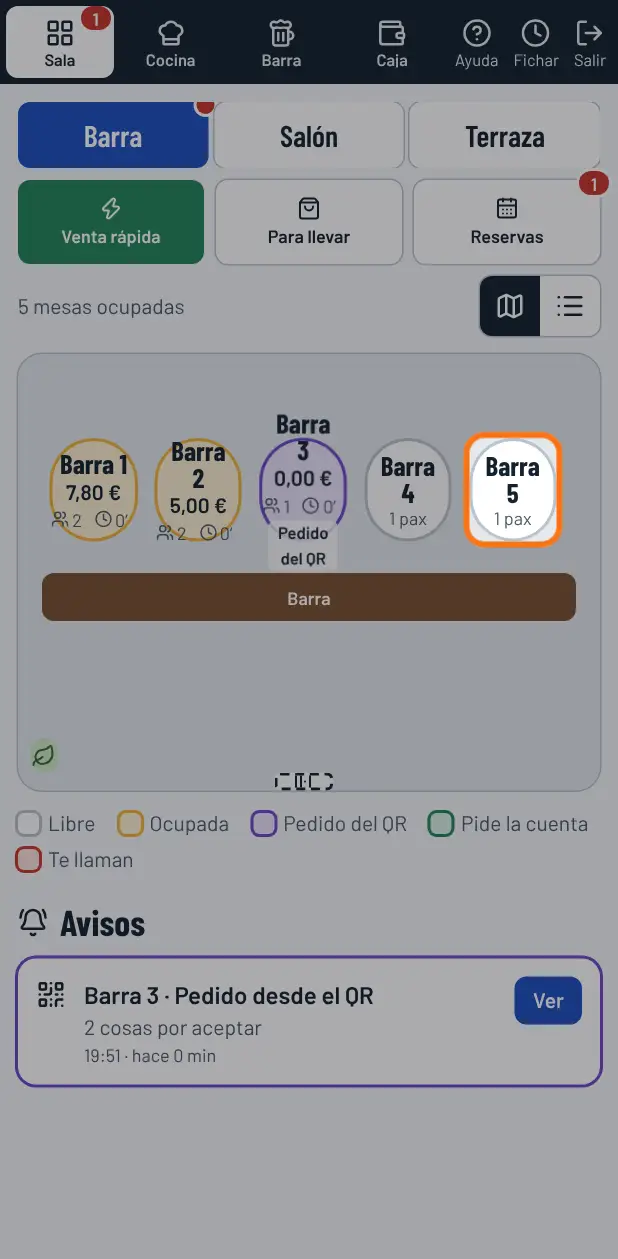 1
Sala
Cocina
Barra
Caja
Ayuda
Fichar
Salir
Barra
Salón
Terraza
Venta rápida
Para llevar
1
Reservas
5 mesas ocupadas
Barra 1
7,80 €
2 0'
Barra
2
5,00 €
2 0'
Barra
3
0,00 €
1 0'
Pedido
del QR
Barra
4
1 pax
Barra
5
1 pax
Barra
Libre
Ocupada
Pedido del QR
Pide la cuenta
Te llaman
Avisos
Barra 3 · Pedido desde el QR
2 cosas por aceptar
19:51 · hace 0 min
Ver